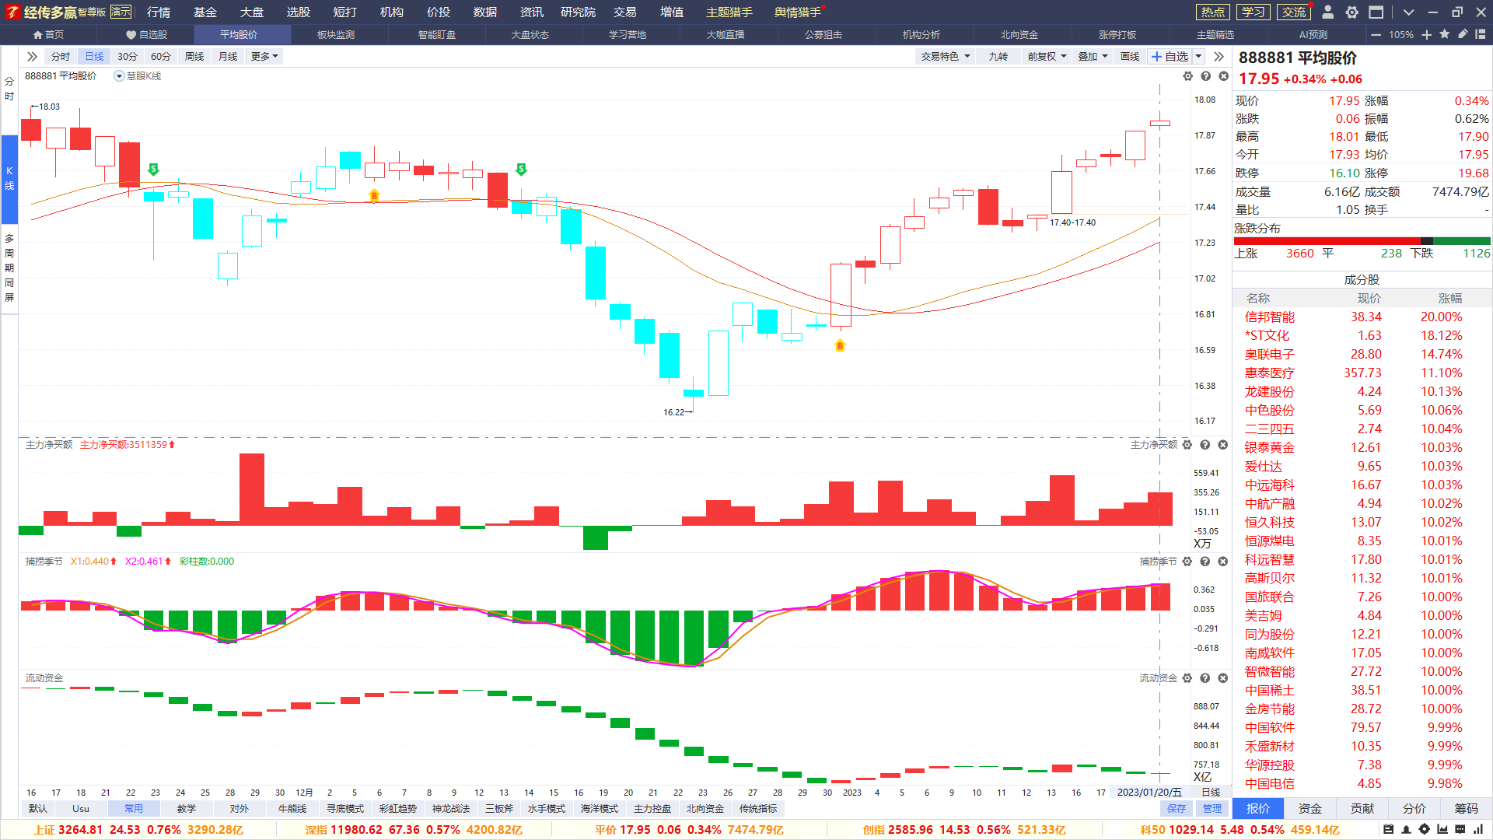 经传多赢 智尊版 演示 行情 基金 大盘 选股 短打 机构 价投 数据 资讯 研究院 交易 增值 主题猎手 舆情猎手 热点 学习 交流
首页 自选股 平均股价 板块监测 智能盯盘 大盘状态 学习营地 大咖直播 公募狙击 机构分析 北向资金 涨停打板 主题精选 AI预测 105%
分时 日线 30分 60分 周线 月线 更多 交易特色 九转 前复权 叠加 画线 +自选
888881 平均股价 慧眼K线
分时
K线
多周期同屏
18.03
17.40-17.40
16.22
18.08
17.87
17.66
17.44
17.23
17.02
16.81
16.59
16.38
16.17
主力净买额 主力净买额:3511359 主力净买额
559.41
355.26
151.11
-53.05
X万
捕捞季节 X1:0.440 X2:0.461 彩柱数:0.000 捕捞季节
0.362
0.035
-0.291
-0.618
流动资金 流动资金
888.07
844.44
800.81
757.18
X亿
16 17 18 21 22 23 24 25 28 29 30 12月 2 5 6 7 8 9 12 13 14 15 16 19 20 21 22 23 26 27 28 29 30 2023 4 5 6 9 10 11 12 13 16 17 2023/01/20/五 日线
默认 Usu 常用 教学 对外 牛能线 寻底模式 彩虹趋势 神龙战法 三板斧 水手模式 海洋模式 主力控盘 北向资金 传统指标 保存 管理
888881 平均股价
17.95 +0.34% +0.06
现价 17.95 涨幅 0.34%
涨跌 0.06 振幅 0.62%
最高 18.01 最低 17.90
今开 17.93 均价 17.95
跌停 16.10 涨停 19.68
成交量 6.16亿 成交额 7474.79亿
量比 1.05 换手 -
涨跌分布
上涨 3660 平 238 下跌 1126
成分股
名称 现价 涨幅
信邦智能 38.34 20.00%
*ST文化 1.63 18.12%
奥联电子 28.80 14.74%
惠泰医疗 357.73 11.10%
龙建股份 4.24 10.13%
中色股份 5.69 10.06%
二三四五 2.74 10.04%
银泰黄金 12.61 10.03%
爱仕达 9.65 10.03%
中远海科 16.67 10.03%
中航产融 4.94 10.02%
恒久科技 13.07 10.02%
恒源煤电 8.35 10.01%
科远智慧 17.80 10.01%
高斯贝尔 11.32 10.01%
国旅联合 7.26 10.00%
美吉姆 4.84 10.00%
同为股份 12.21 10.00%
南威软件 17.05 10.00%
智微智能 27.72 10.00%
中国稀土 38.51 10.00%
金房节能 28.72 10.00%
中国软件 79.57 9.99%
禾盛新材 10.35 9.99%
华源控股 7.38 9.99%
中国电信 4.85 9.98%
报价 资金 贡献 分价 筹码
上证 3264.81 24.53 0.76% 3290.28亿 深指 11980.62 67.36 0.57% 4200.82亿 平价 17.95 0.06 0.34% 7474.79亿 创指 2585.96 14.53 0.56% 521.33亿 科50 1029.14 5.48 0.54% 459.14亿